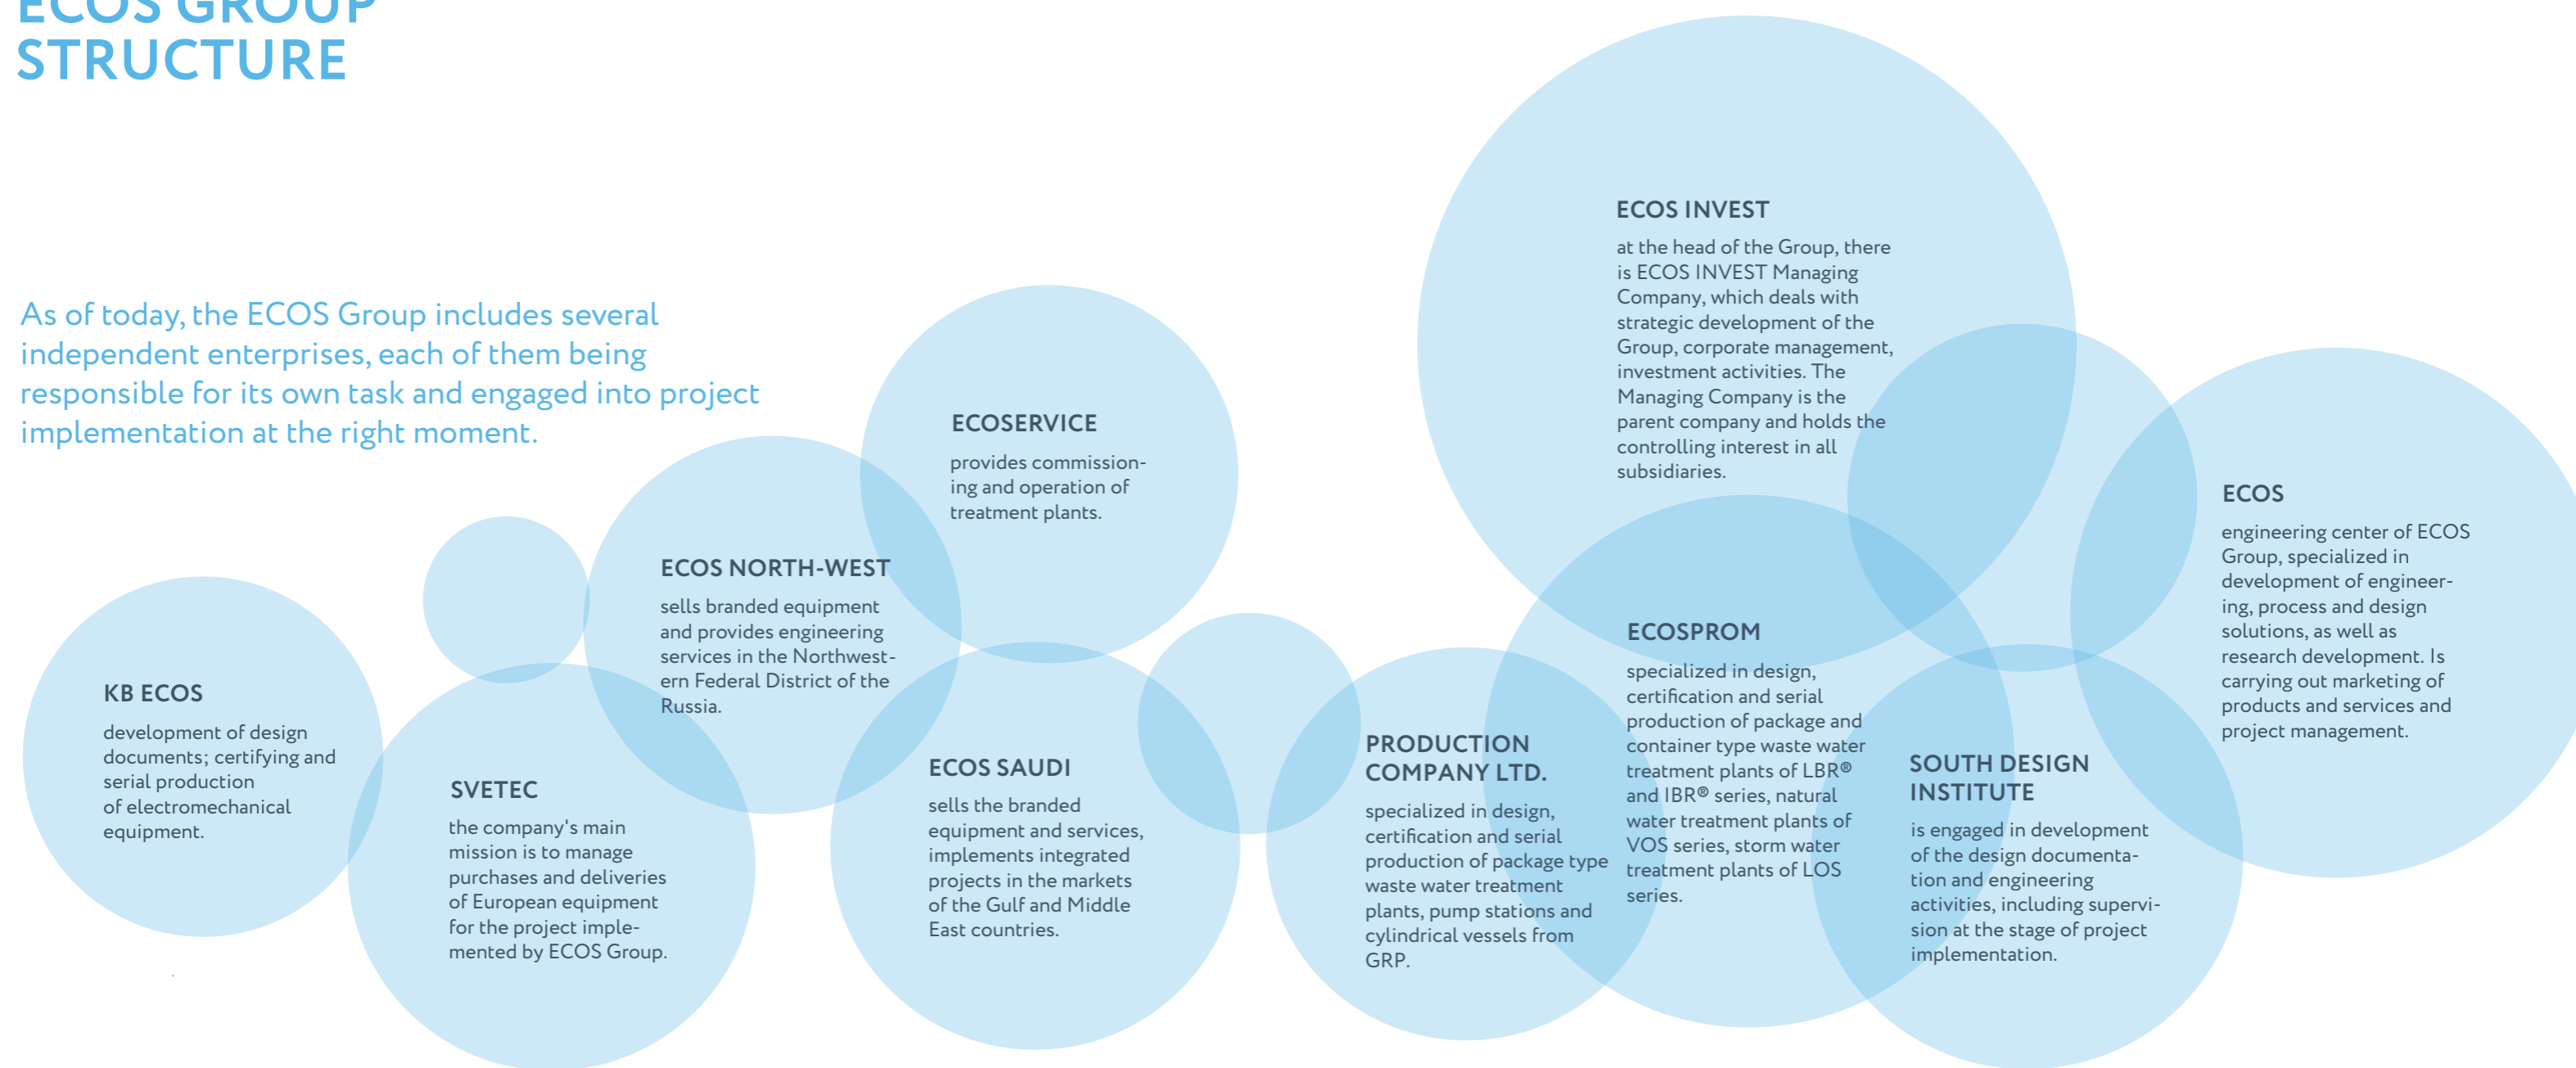 ECOS GROUP
STRUCTURE
As of today, the ECOS Group includes several
independent enterprises, each of them being
responsible for its own task and engaged into project
implementation at the right moment.
KB ECOS
development of design
documents; certifying and
serial production
of electromechanical
equipment.
SVETEC
the company's main
mission is to manage
purchases and deliveries
of European equipment
for the project imple-
mented by ECOS Group.
ECOS NORTH-WEST
sells branded equipment
and provides engineering
services in the Northwest-
ern Federal District of the
Russia.
ECOSERVICE
provides commission-
ing and operation of
treatment plants.
ECOS SAUDI
sells the branded
equipment and services,
implements integrated
projects in the markets
of the Gulf and Middle
East countries.
PRODUCTION
COMPANY LTD.
specialized in design,
certification and serial
production of package type
waste water treatment
plants, pump stations and
cylindrical vessels from
GRP.
ECOS INVEST
at the head of the Group, there
is ECOS INVEST Managing
Company, which deals with
strategic development of the
Group, corporate management,
investment activities. The
Managing Company is the
parent company and holds the
controlling interest in all
subsidiaries.
ECOSPROM
specialized in design,
certification and serial
production of package and
container type waste water
treatment plants of LBR®
and IBR® series, natural
water treatment plants of
VOS series, storm water
treatment plants of LOS
series.
SOUTH DESIGN
INSTITUTE
is engaged in development
of the design documenta-
tion and engineering
activities, including supervi-
sion at the stage of project
implementation.
ECOS
engineering center of ECOS
Group, specialized in
development of engineer-
ing, process and design
solutions, as well as
research development. Is
carrying out marketing of
products and services and
project management.